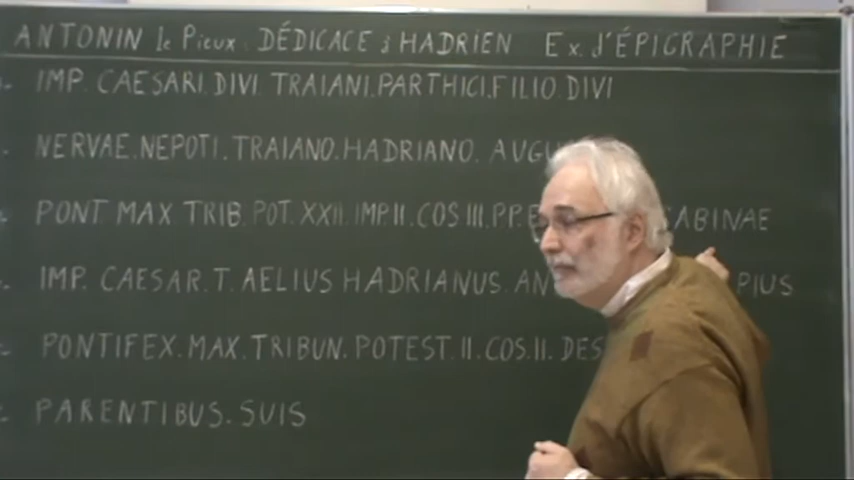 ANTONIN le Pieux. DÉDICACE à HADRIEN Ex. d'ÉPIGRAPHIE
IMP. CAESARI. DIVI. TRAIANI. PARTHICI. FILIO. DIVI
NERVAE. NEPOTI. TRAIANO. HADRIANO. AUG
PONT MAX TRIB. POT. XXII. IMP II. COS III. P.P. SABINAE
IMP. CAESAR. T. AELIUS HADRIANUS. AN PIUS
PONTIFEX. MAX. TRIBUN. POTEST. II. COS. II. DES
PARENTIBUS. SUIS